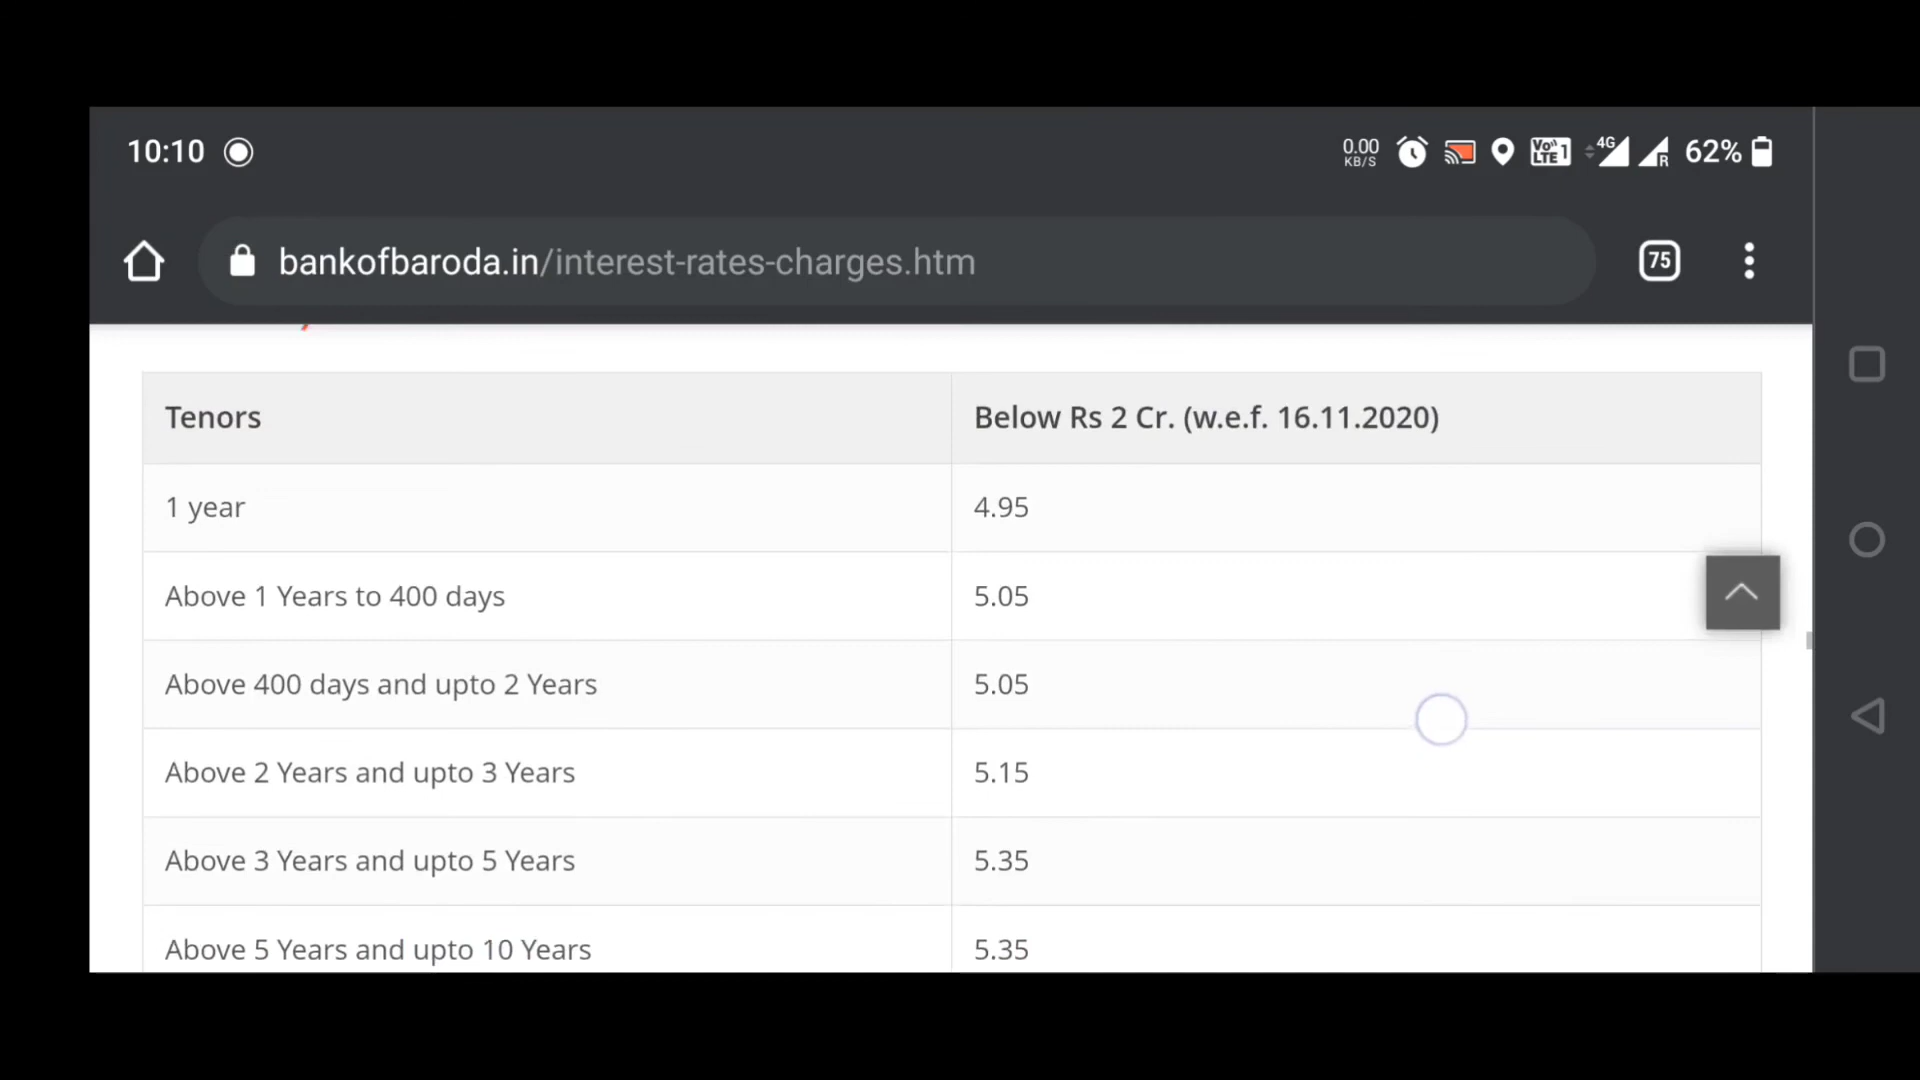 10:10
0.00
KB/S
Vo))
LTE 1
4G
R
62%
bankofbaroda.in/interest-rates-charges.htm
75
Tenors
Below Rs 2 Cr. (w.e.f. 16.11.2020)
1 year
4.95
Above 1 Years to 400 days
5.05
Above 400 days and upto 2 Years
5.05
Above 2 Years and upto 3 Years
5.15
Above 3 Years and upto 5 Years
5.35
Above 5 Years and upto 10 Years
5.35